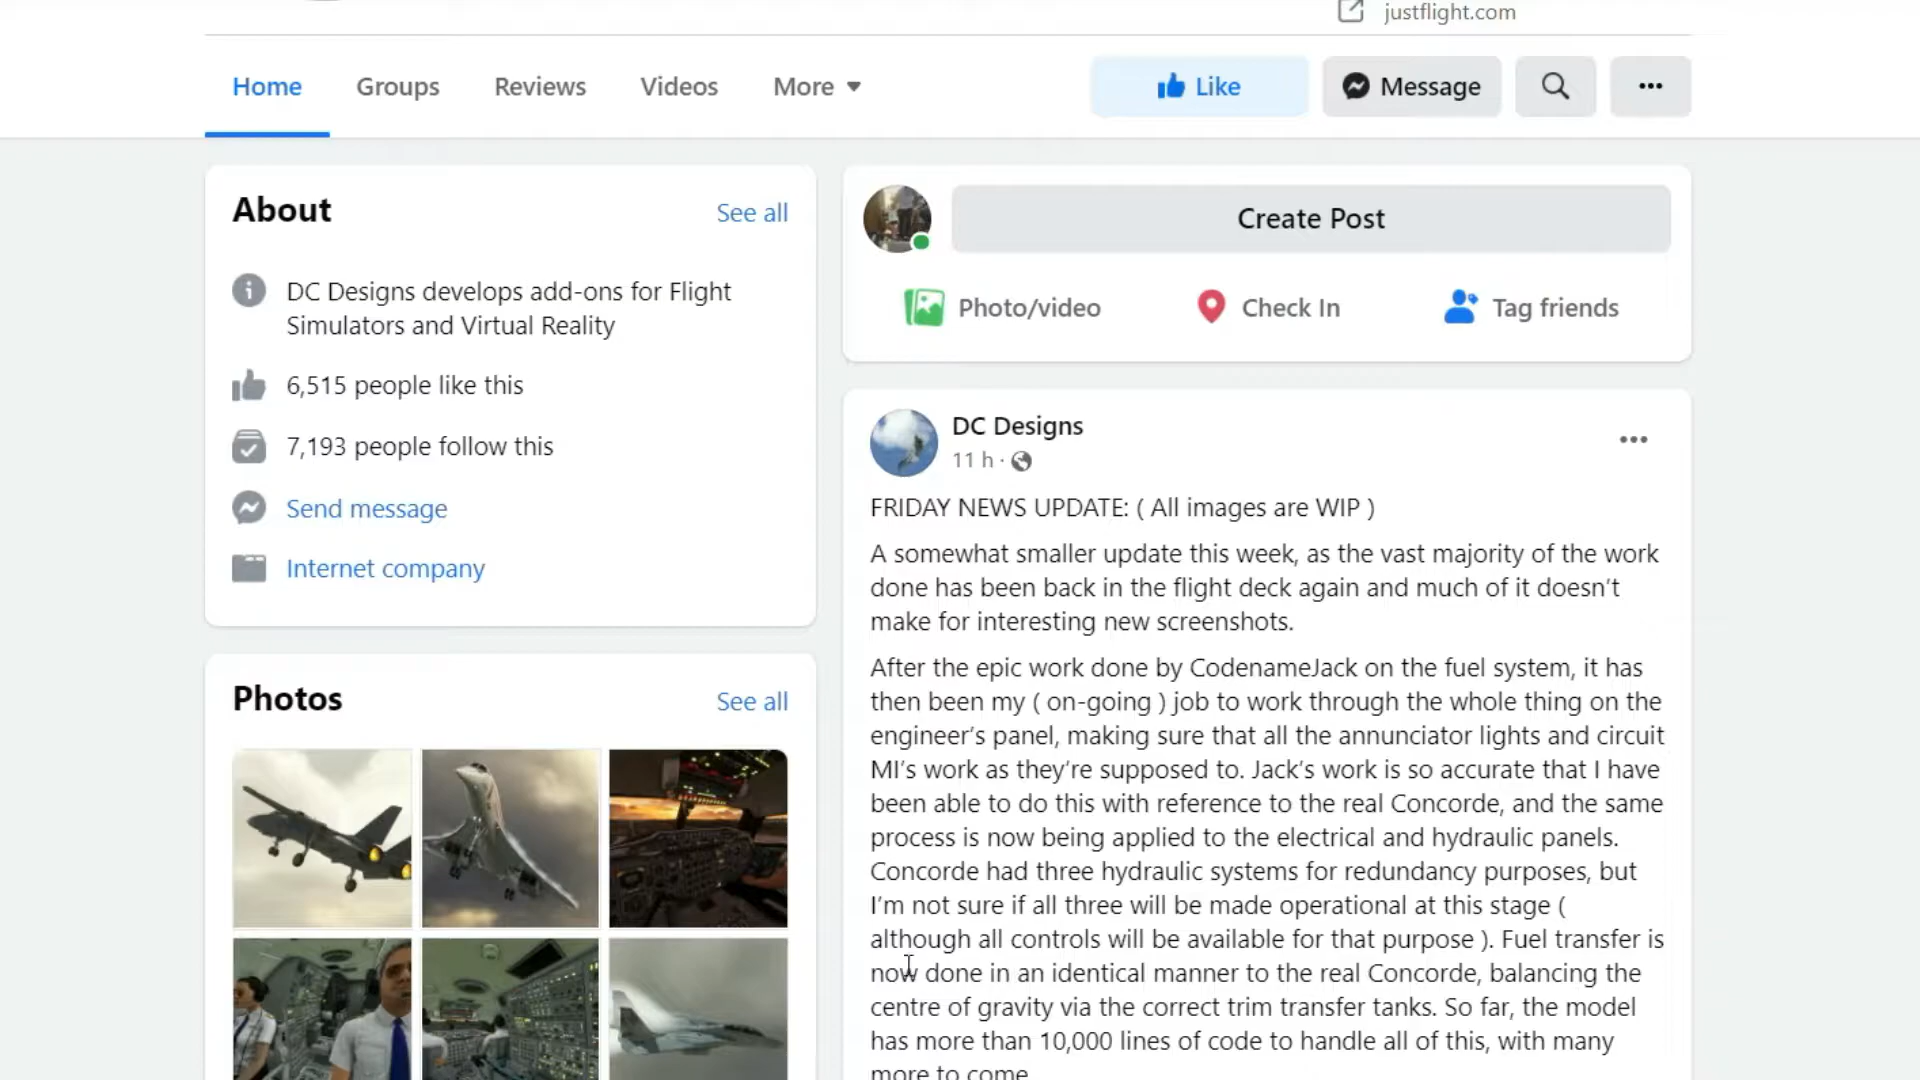 justflight.com
Home Groups Reviews Videos More Like Message
About See all
DC Designs develops add-ons for Flight
Simulators and Virtual Reality
6,515 people like this
7,193 people follow this
Send message
Internet company
Photos See all
Create Post
Photo/video Check In Tag friends
DC Designs
11 h ·
FRIDAY NEWS UPDATE: ( All images are WIP )
A somewhat smaller update this week, as the vast majority of the work
done has been back in the flight deck again and much of it doesn't
make for interesting new screenshots.
After the epic work done by CodenameJack on the fuel system, it has
then been my ( on-going ) job to work through the whole thing on the
engineer's panel, making sure that all the annunciator lights and circuit
MI's work as they're supposed to. Jack's work is so accurate that I have
been able to do this with reference to the real Concorde, and the same
process is now being applied to the electrical and hydraulic panels.
Concorde had three hydraulic systems for redundancy purposes, but
I'm not sure if all three will be made operational at this stage (
although all controls will be available for that purpose ). Fuel transfer is
now done in an identical manner to the real Concorde, balancing the
centre of gravity via the correct trim transfer tanks. So far, the model
has more than 10,000 lines of code to handle all of this, with many
more to come